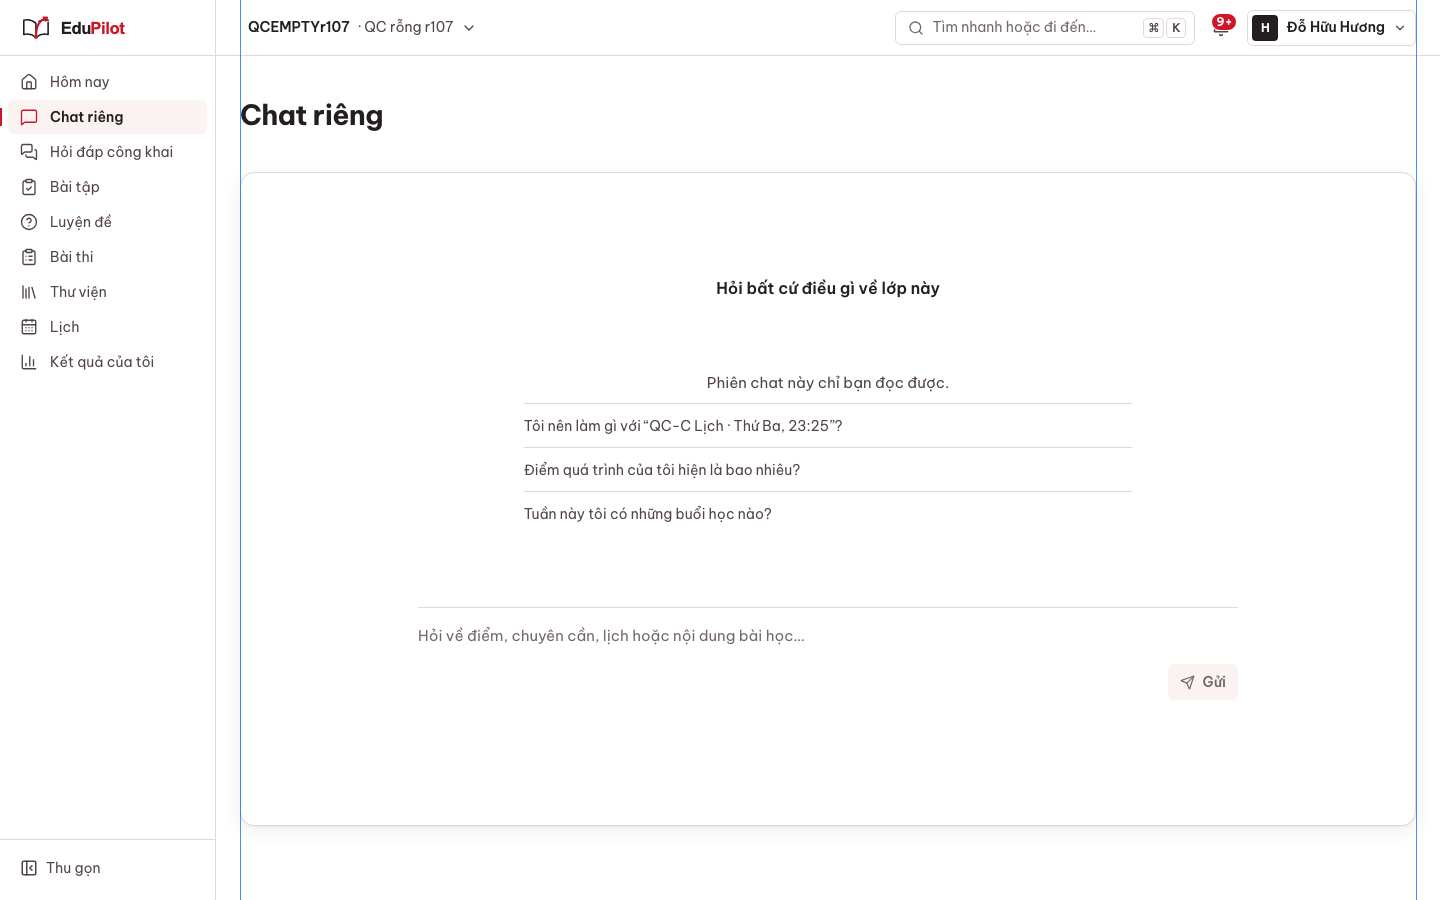 EduPilot
QCEMPTYr107 · QC rỗng r107
Tìm nhanh hoặc đi đến...
⌘ K
9+
H
Đỗ Hữu Hương
Hôm nay
Chat riêng
Hỏi đáp công khai
Bài tập
Luyện đề
Bài thi
Thư viện
Lịch
Kết quả của tôi
Thu gọn
Chat riêng
Hỏi bất cứ điều gì về lớp này
Phiên chat này chỉ bạn đọc được.
Tôi nên làm gì với “QC-C Lịch · Thứ Ba, 23:25”?
Điểm quá trình của tôi hiện là bao nhiêu?
Tuần này tôi có những buổi học nào?
Hỏi về điểm, chuyên cần, lịch hoặc nội dung bài học...
Gửi